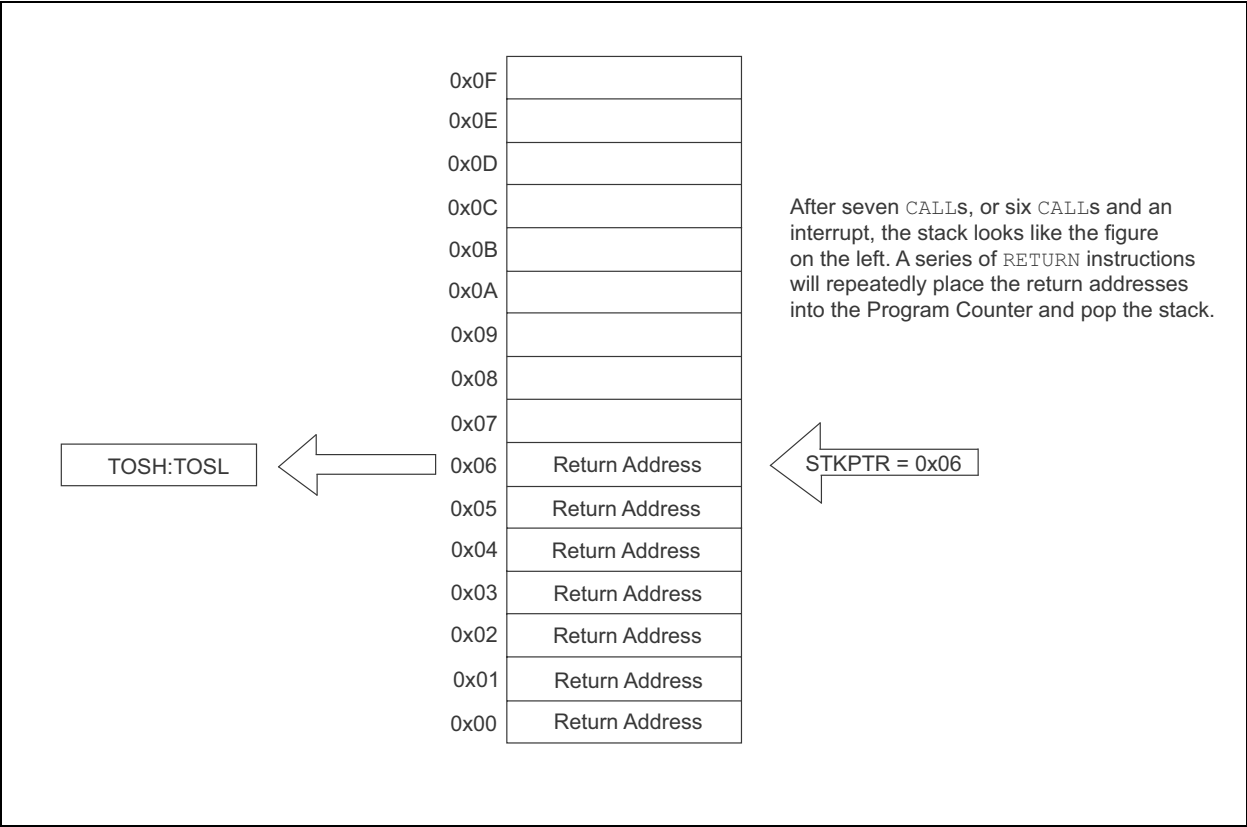 0x0F
0x0E
0x0D
0x0C
0x0B
0x0A
0x09
0x08
0x07
0x06 Return Address
0x05 Return Address
0x04 Return Address
0x03 Return Address
0x02 Return Address
0x01 Return Address
0x00 Return Address
TOSH:TOSL
STKPTR = 0x06
After seven CALLs, or six CALLs and an
interrupt, the stack looks like the figure
on the left. A series of RETURN instructions
will repeatedly place the return addresses
into the Program Counter and pop the stack.